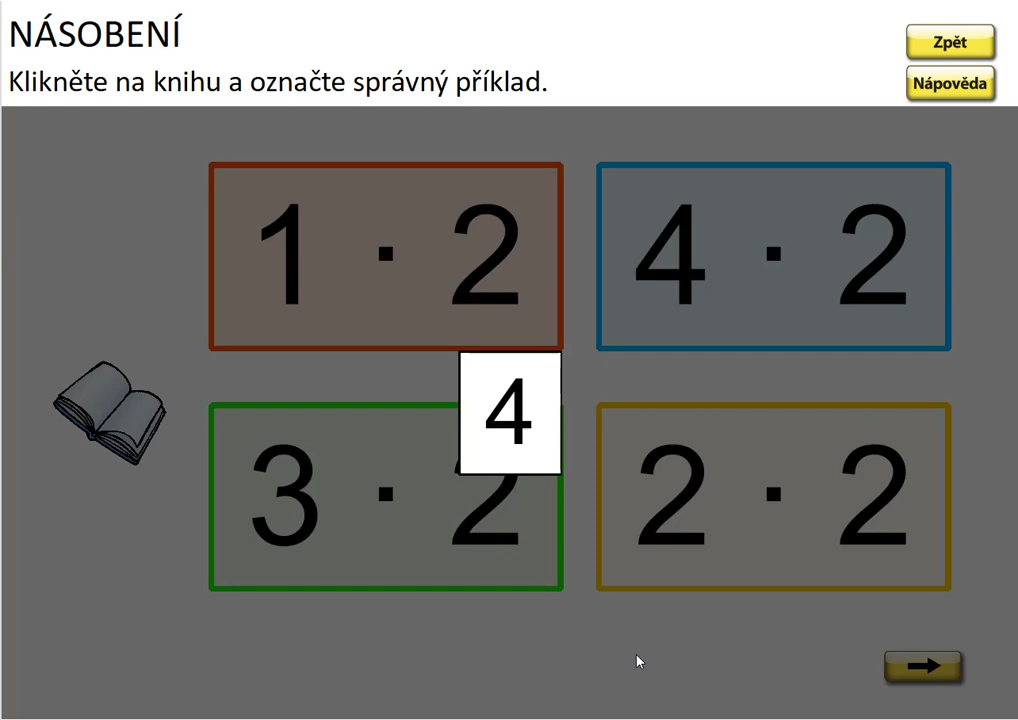 NÁSOBENÍ
Zpět
Klikněte na knihu a označte správný příklad.
Nápověda
1 · 2
4 · 2
4
3 · 2
2 · 2